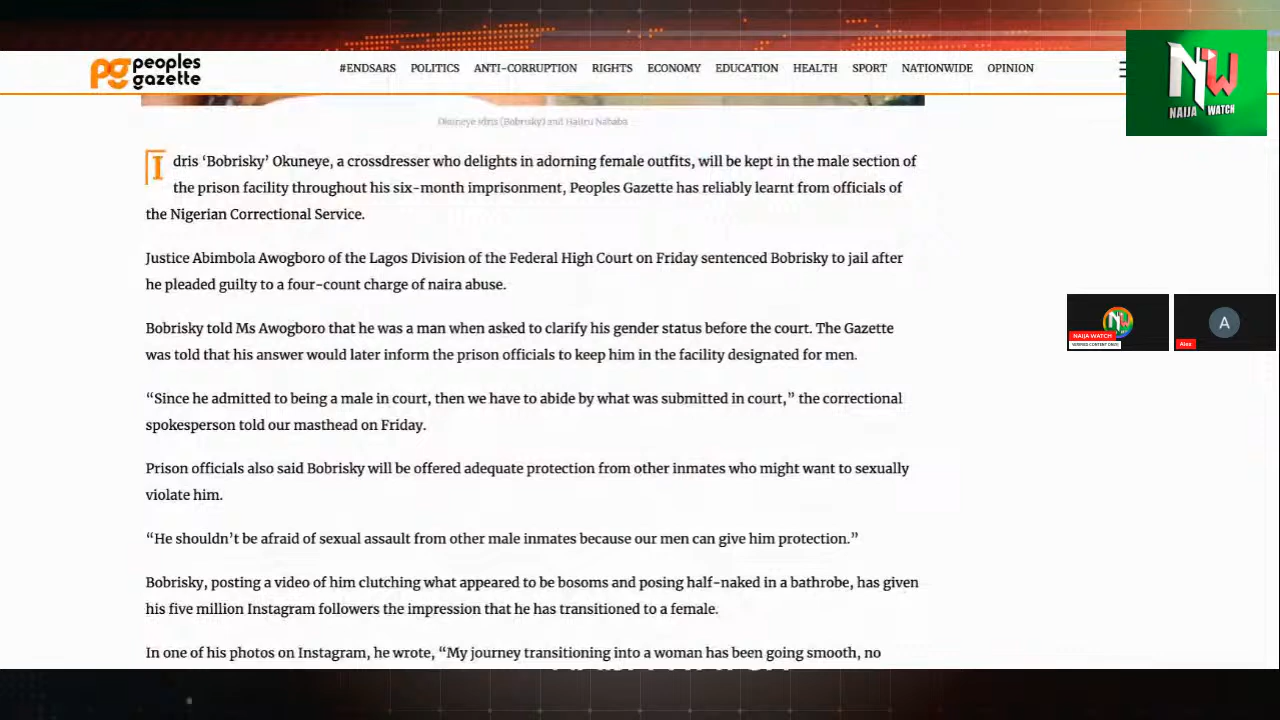 peoples
gazette
#ENDSARS POLITICS ANTI-CORRUPTION RIGHTS ECONOMY EDUCATION HEALTH SPORT NATIONWIDE OPINION
NW
NAIJA WATCH
Okuneye Idris (Bobrisky) and Haliru Nababa
Idris ‘Bobrisky’ Okuneye, a crossdresser who delights in adorning female outfits, will be kept in the male section of
the prison facility throughout his six-month imprisonment, Peoples Gazette has reliably learnt from officials of
the Nigerian Correctional Service.
Justice Abimbola Awogboro of the Lagos Division of the Federal High Court on Friday sentenced Bobrisky to jail after
he pleaded guilty to a four-count charge of naira abuse.
Bobrisky told Ms Awogboro that he was a man when asked to clarify his gender status before the court. The Gazette
was told that his answer would later inform the prison officials to keep him in the facility designated for men.
“Since he admitted to being a male in court, then we have to abide by what was submitted in court,” the correctional
spokesperson told our masthead on Friday.
Prison officials also said Bobrisky will be offered adequate protection from other inmates who might want to sexually
violate him.
“He shouldn’t be afraid of sexual assault from other male inmates because our men can give him protection.”
Bobrisky, posting a video of him clutching what appeared to be bosoms and posing half-naked in a bathrobe, has given
his five million Instagram followers the impression that he has transitioned to a female.
In one of his photos on Instagram, he wrote, “My journey transitioning into a woman has been going smooth, no
NAIJA WATCH
A
Alex